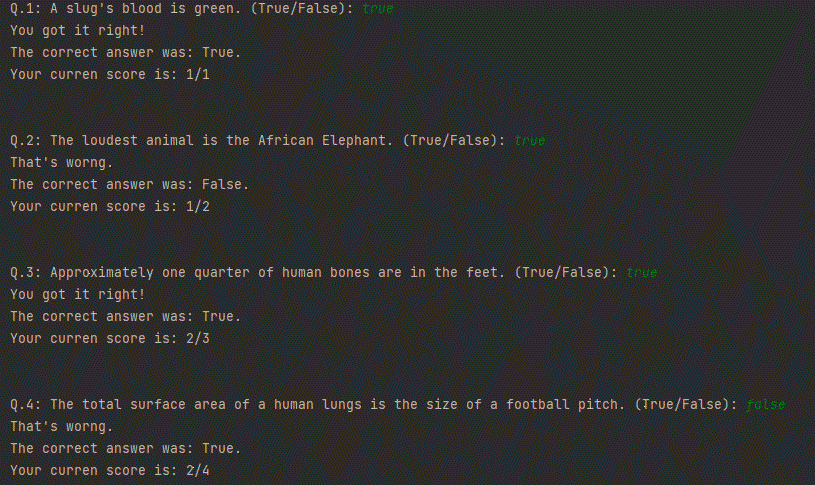 Q.1: A slug's blood is green. (True/False): true
You got it right!
The correct answer was: True.
Your curren score is: 1/1
Q.2: The loudest animal is the African Elephant. (True/False): true
That's worng.
The correct answer was: False.
Your curren score is: 1/2
Q.3: Approximately one quarter of human bones are in the feet. (True/False): true
You got it right!
The correct answer was: True.
Your curren score is: 2/3
Q.4: The total surface area of a human lungs is the size of a football pitch. (True/False): false
That's worng.
The correct answer was: True.
Your curren score is: 2/4